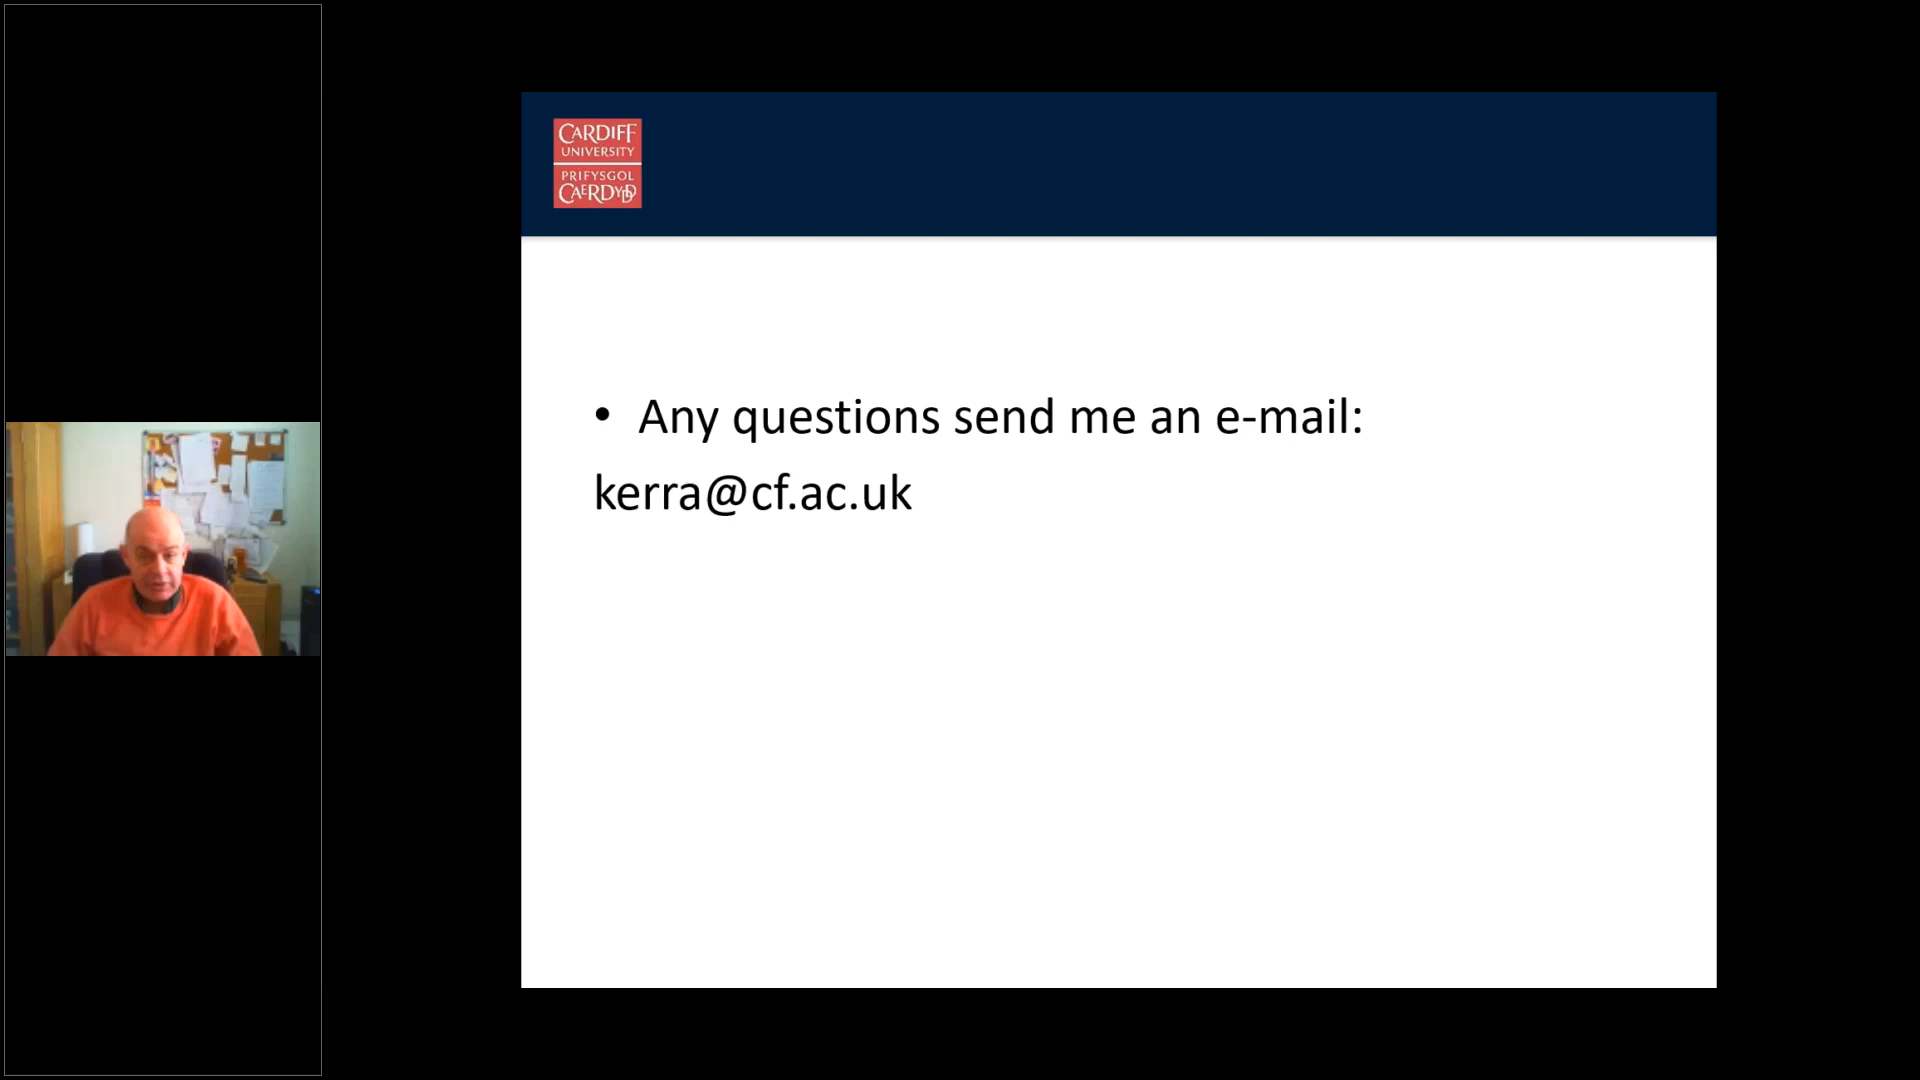 CARDIFF
UNIVERSITY
PRIFYSGOL
CAERDYDD
• Any questions send me an e-mail:
kerra@cf.ac.uk